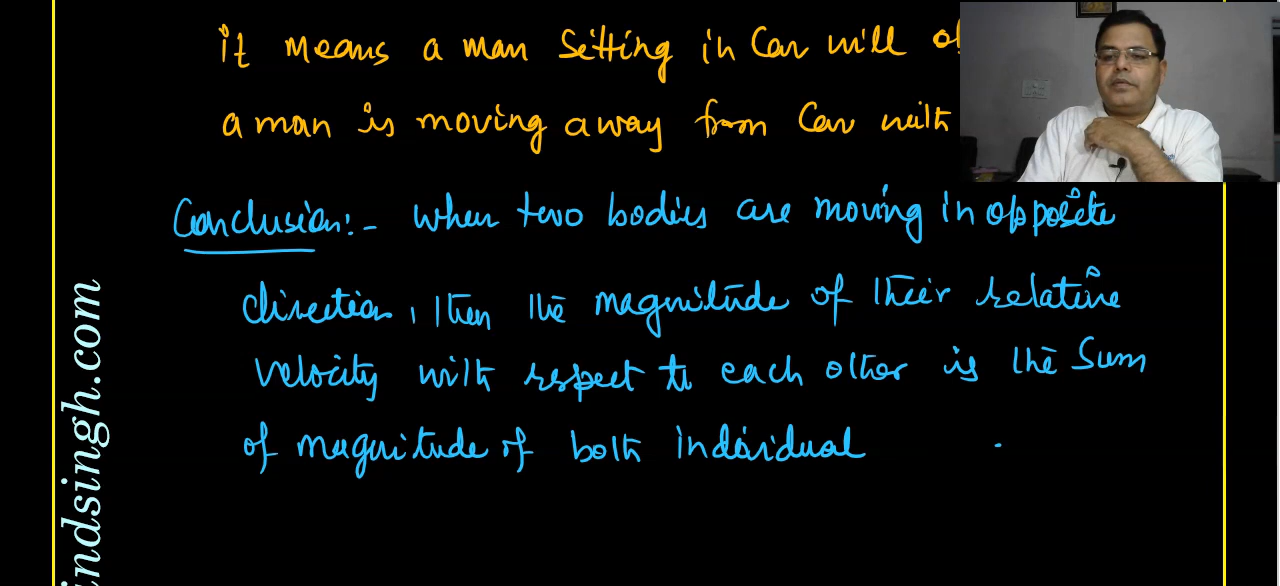 it means a man sitting in Car will
a man is moving away from Car with
Conclusion:- when two bodies are moving in opposite
direction, then the magnitude of their relative
velocity with respect to each other is the Sum
of magnitude of both individual
indsingh.com